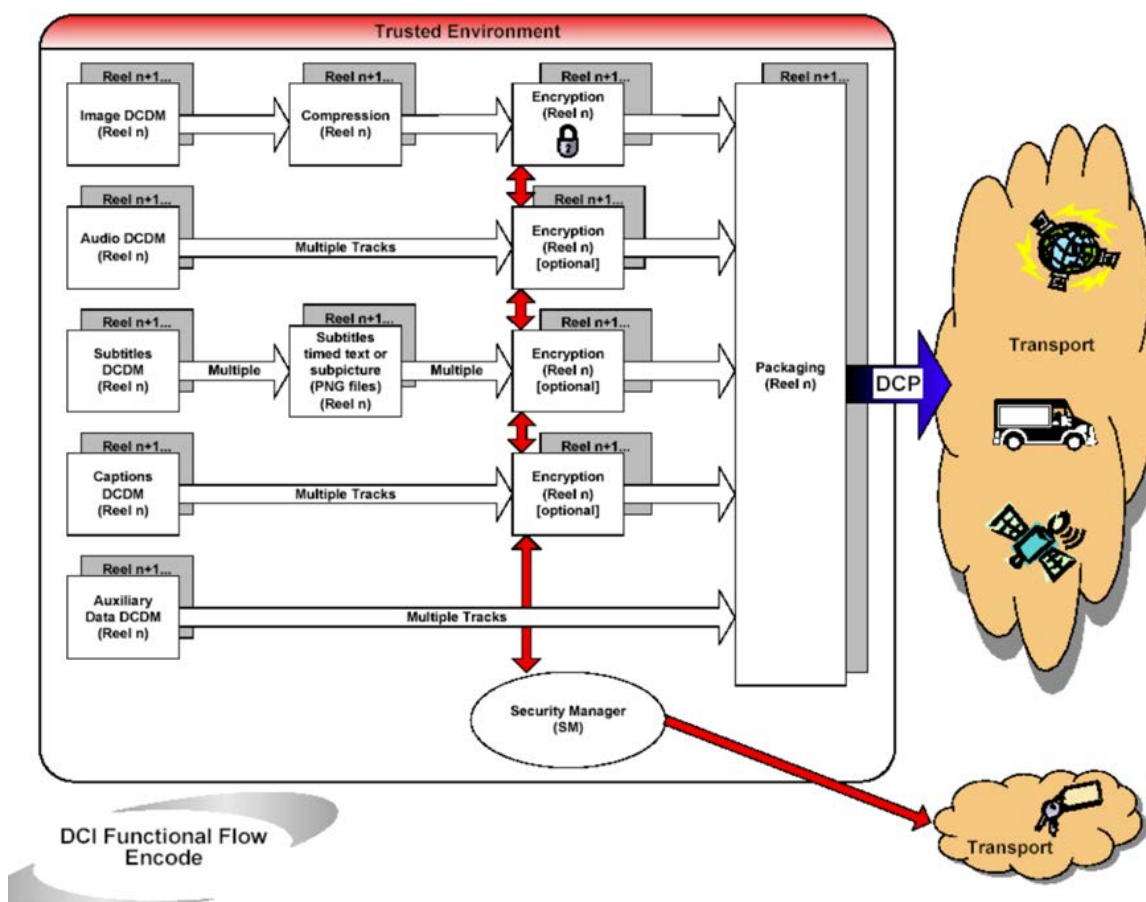 Trusted Environment
Reel n+1...
Image DCDM
(Reel n)
Reel n+1...
Compression
(Reel n)
Reel n+1...
Encryption
(Reel n)
Reel n+1...
Packaging
(Reel n)
Reel n+1...
Audio DCDM
(Reel n)
Multiple Tracks
Reel n+1...
Encryption
(Reel n)
[optional]
Reel n+1...
Subtitles
DCDM
(Reel n)
Multiple
Reel n+1...
Subtitles
timed text or
subpicture
(PNG files)
(Reel n)
Multiple
Reel n+1...
Encryption
(Reel n)
[optional]
DCP
Transport
Reel n+1...
Captions
DCDM
(Reel n)
Multiple Tracks
Reel n+1...
Encryption
(Reel n)
[optional]
Reel n+1...
Auxiliary
Data DCDM
(Reel n)
Multiple Tracks
Security Manager
(SM)
Transport
DCI Functional Flow
Encode